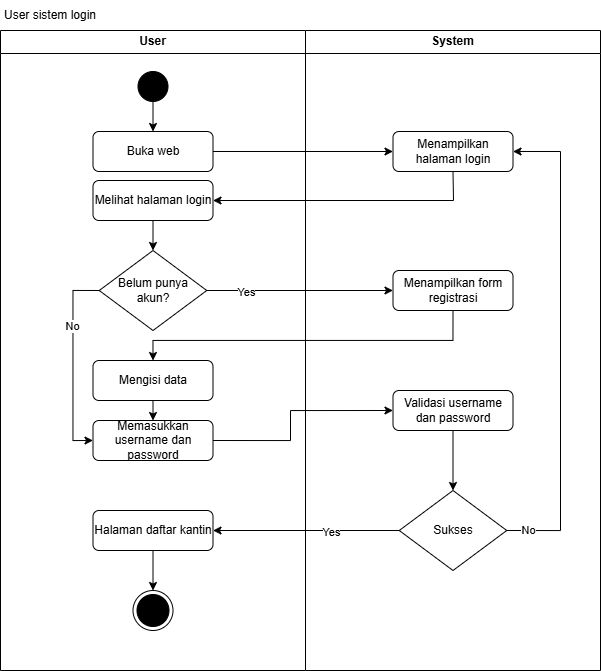 User sistem login
User
System
Buka web
Menampilkan
halaman login
Melihat halaman login
Belum punya
akun?
Yes
Menampilkan form
registrasi
No
Mengisi data
Memasukkan
username dan
password
Validasi username
dan password
Halaman daftar kantin
Yes
Sukses
No